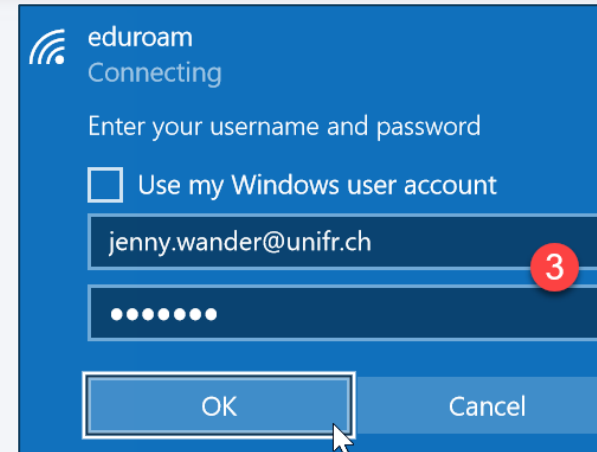 eduroam
Connecting
Enter your username and password
Use my Windows user account
jenny.wander@unifr.ch
3
●●●●●●●
OK Cancel